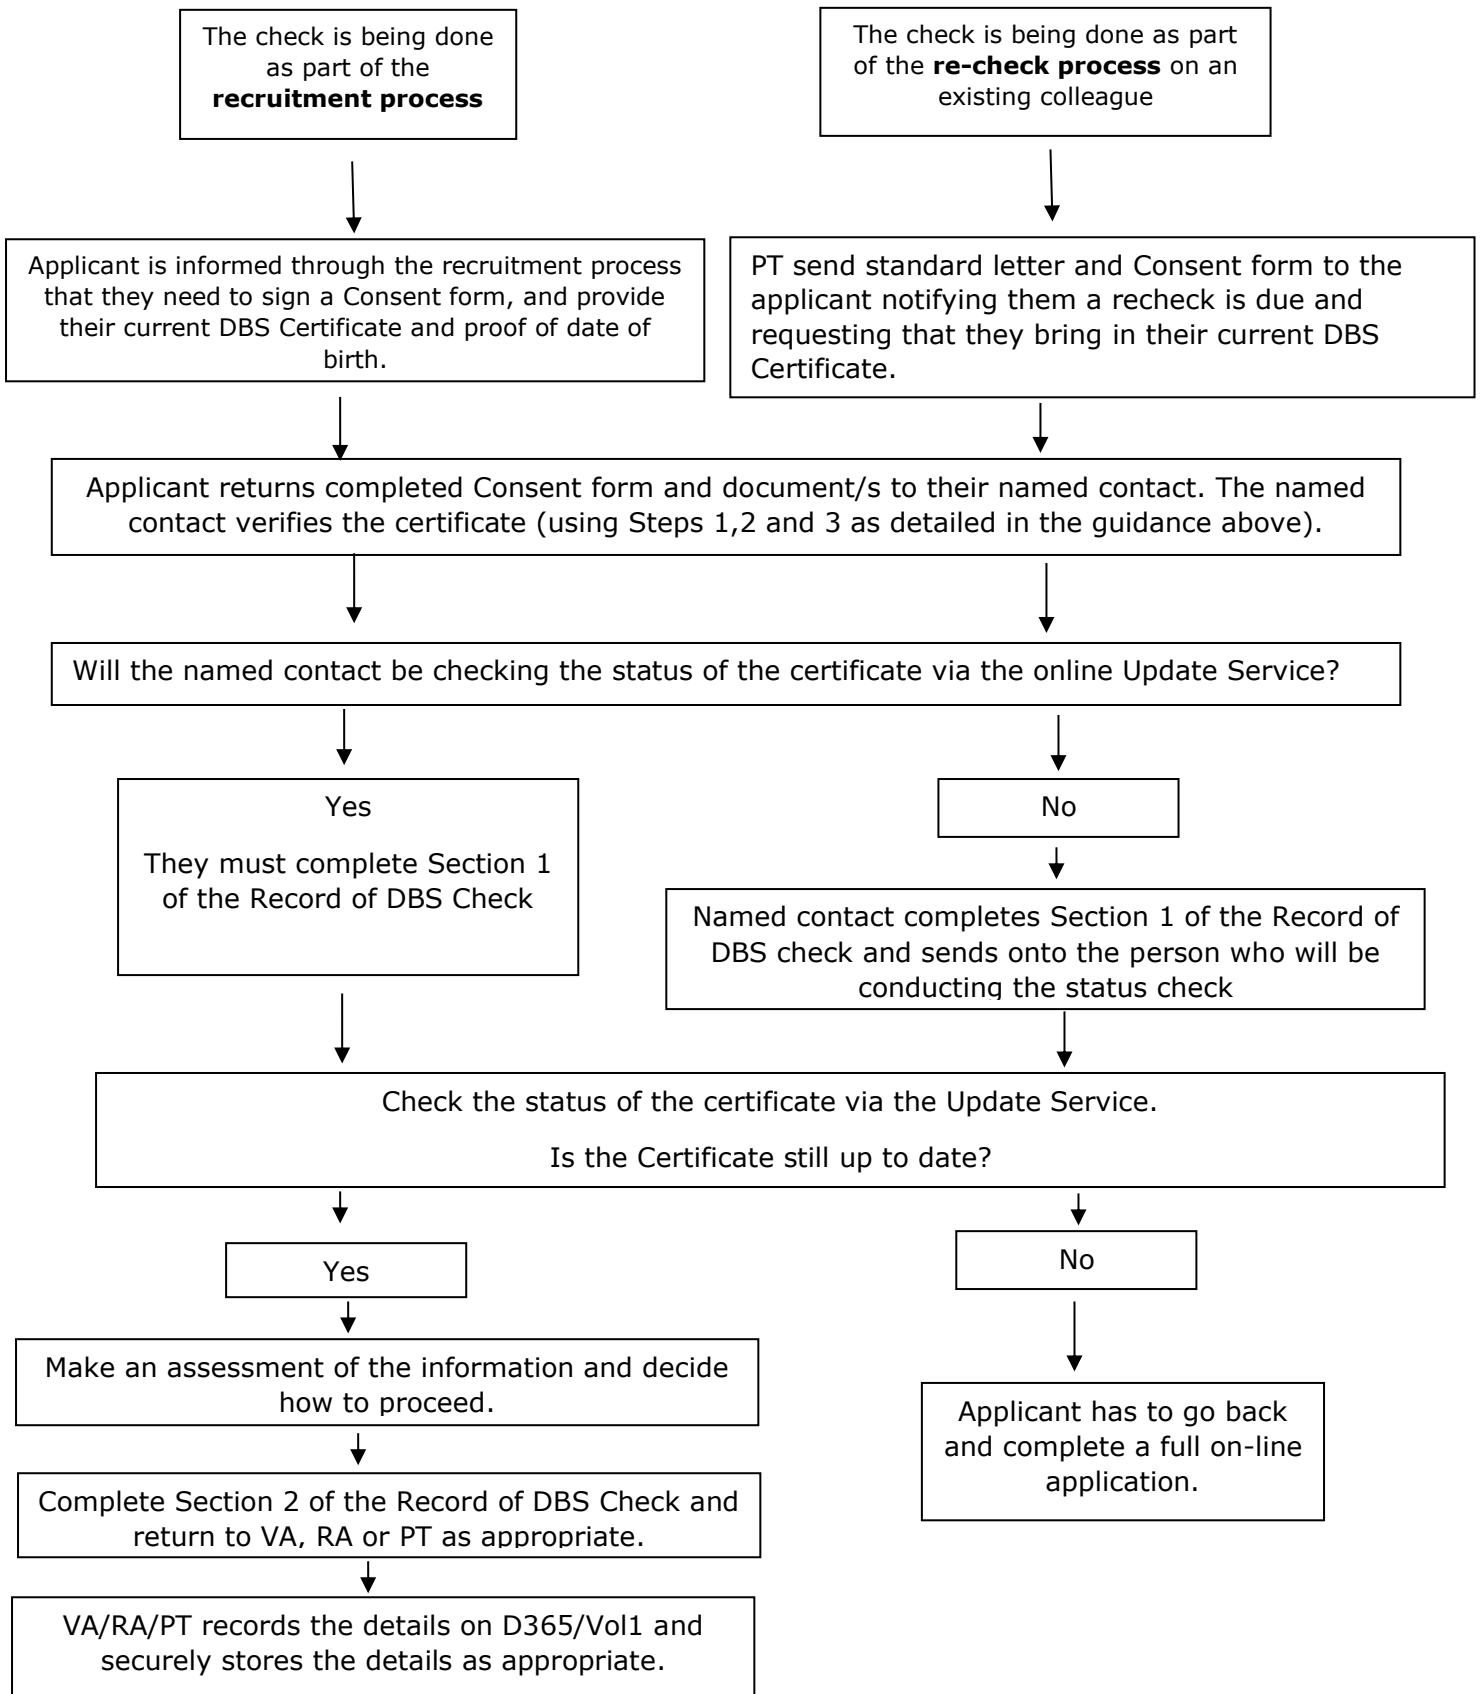 The check is being done
as part of the
recruitment process
The check is being done as part
of the re-check process on an
existing colleague
Applicant is informed through the recruitment process
that they need to sign a Consent form, and provide
their current DBS Certificate and proof of date of
birth.
PT send standard letter and Consent form to the
applicant notifying them a recheck is due and
requesting that they bring in their current DBS
Certificate.
Applicant returns completed Consent form and document/s to their named contact. The named
contact verifies the certificate (using Steps 1,2 and 3 as detailed in the guidance above).
Will the named contact be checking the status of the certificate via the online Update Service?
Yes
They must complete Section 1
of the Record of DBS Check
No
Named contact completes Section 1 of the Record of
DBS check and sends onto the person who will be
conducting the status check
Check the status of the certificate via the Update Service.
Is the Certificate still up to date?
Yes
No
Make an assessment of the information and decide
how to proceed.
Applicant has to go back
and complete a full on-line
application.
Complete Section 2 of the Record of DBS Check and
return to VA, RA or PT as appropriate.
VA/RA/PT records the details on D365/Vol1 and
securely stores the details as appropriate.